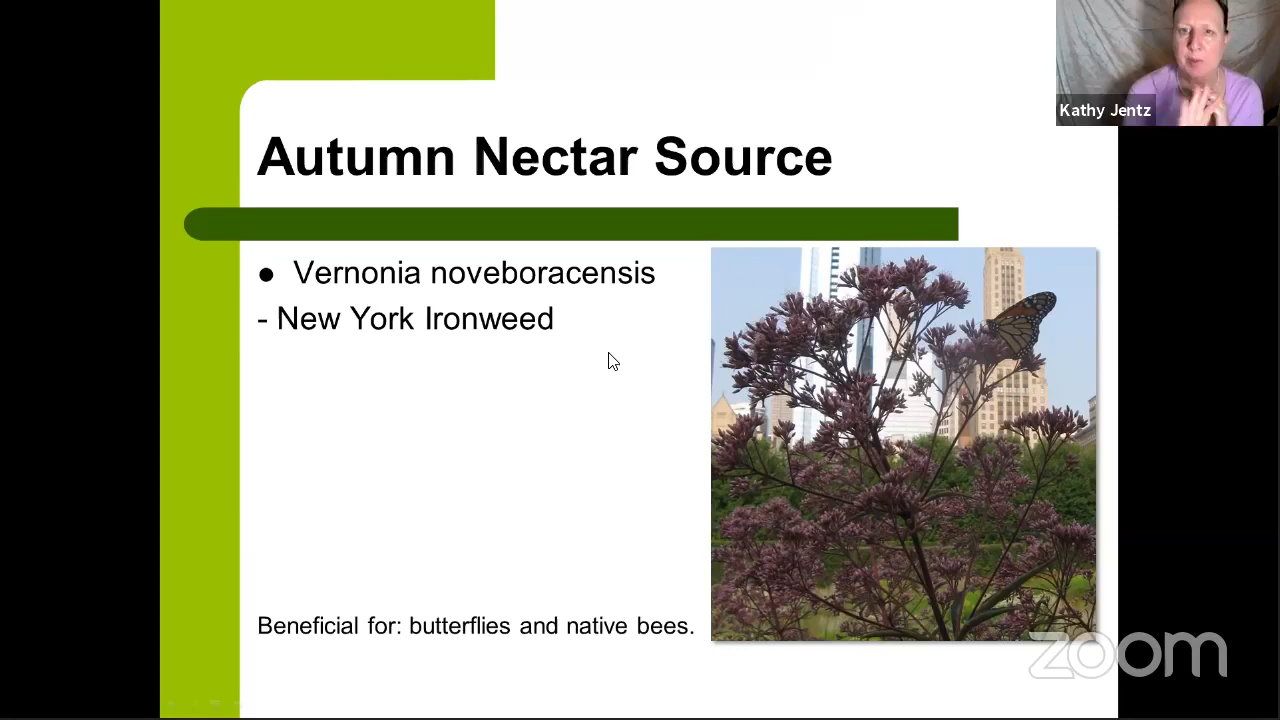 Kathy Jentz
Autumn Nectar Source
● Vernonia noveboracensis
- New York Ironweed
Beneficial for: butterflies and native bees.
zoom